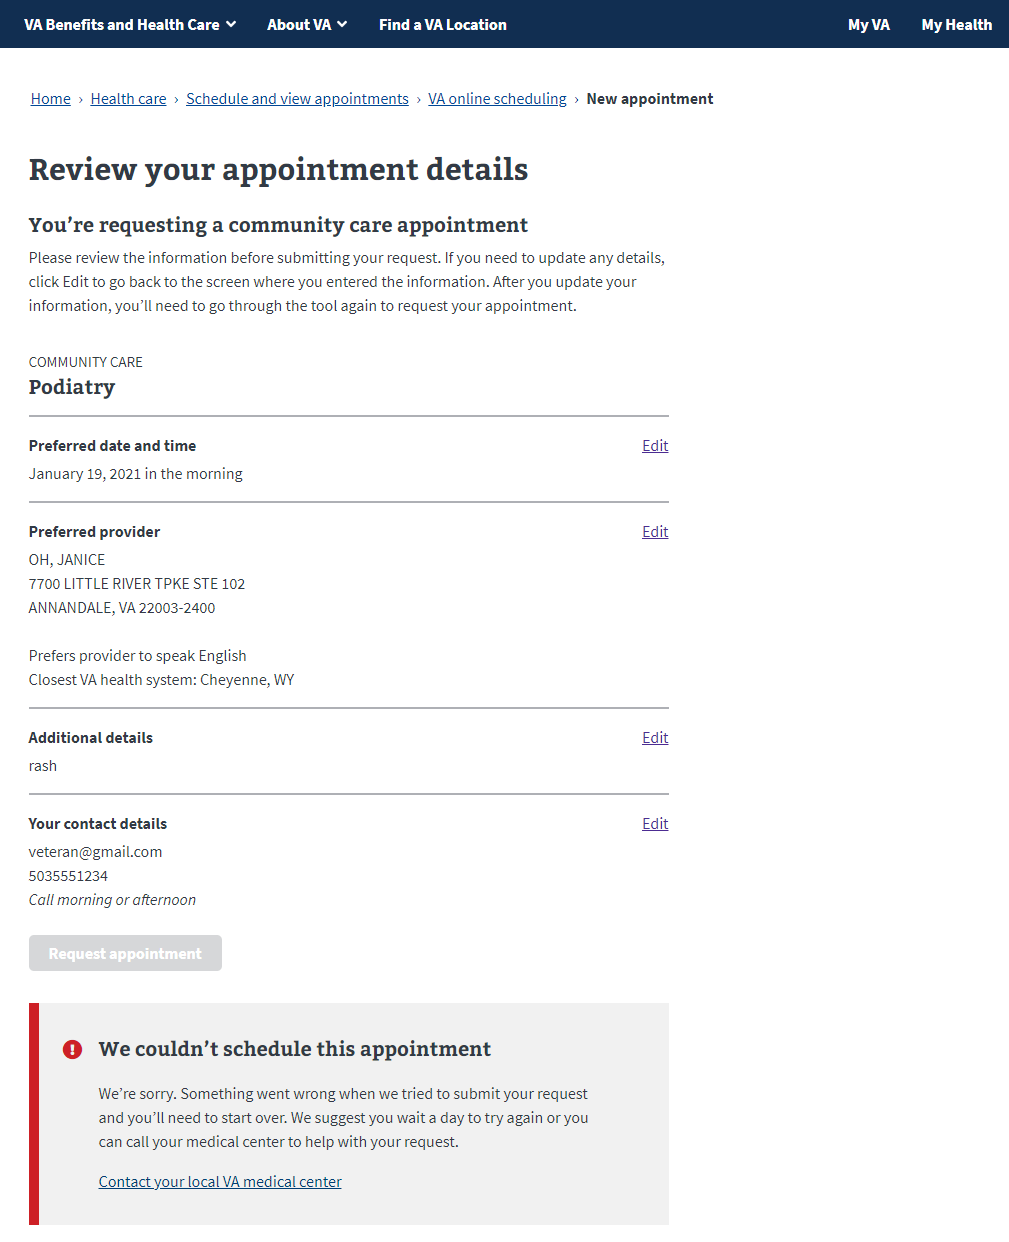 VA Benefits and Health Care About VA Find a VA Location My VA My Health
Home › Health care › Schedule and view appointments › VA online scheduling › New appointment
Review your appointment details
You’re requesting a community care appointment
Please review the information before submitting your request. If you need to update any details,
click Edit to go back to the screen where you entered the information. After you update your
information, you’ll need to go through the tool again to request your appointment.
COMMUNITY CARE
Podiatry
Preferred date and time Edit
January 19, 2021 in the morning
Preferred provider Edit
OH, JANICE
7700 LITTLE RIVER TPKE STE 102
ANNANDALE, VA 22003-2400
Prefers provider to speak English
Closest VA health system: Cheyenne, WY
Additional details Edit
rash
Your contact details Edit
veteran@gmail.com
5035551234
Call morning or afternoon
Request appointment
We couldn’t schedule this appointment
We’re sorry. Something went wrong when we tried to submit your request
and you’ll need to start over. We suggest you wait a day to try again or you
can call your medical center to help with your request.
Contact your local VA medical center